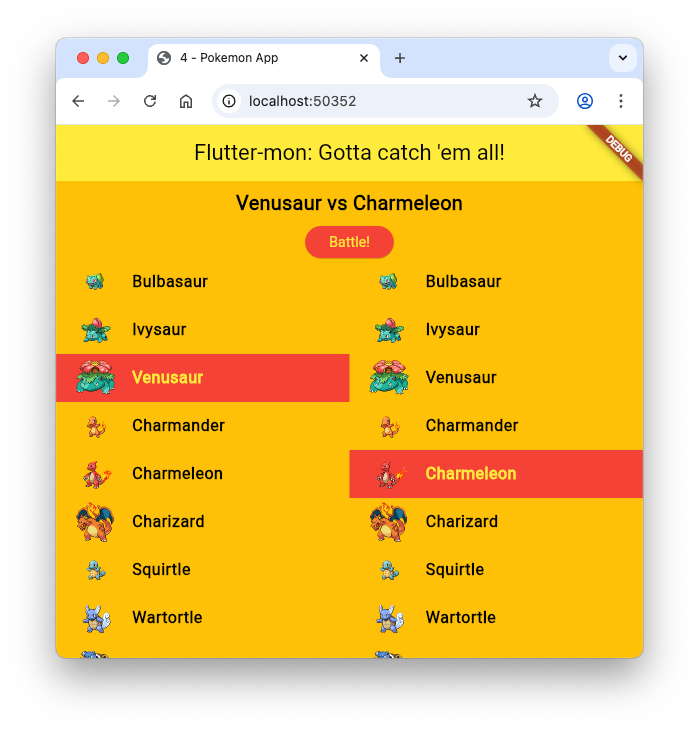 4 - Pokemon App
localhost:50352
Flutter-mon: Gotta catch 'em all!
DEBUG
Venusaur vs Charmeleon
Battle!
Bulbasaur Bulbasaur
Ivysaur Ivysaur
Venusaur Venusaur
Charmander Charmander
Charmeleon Charmeleon
Charizard Charizard
Squirtle Squirtle
Wartortle Wartortle